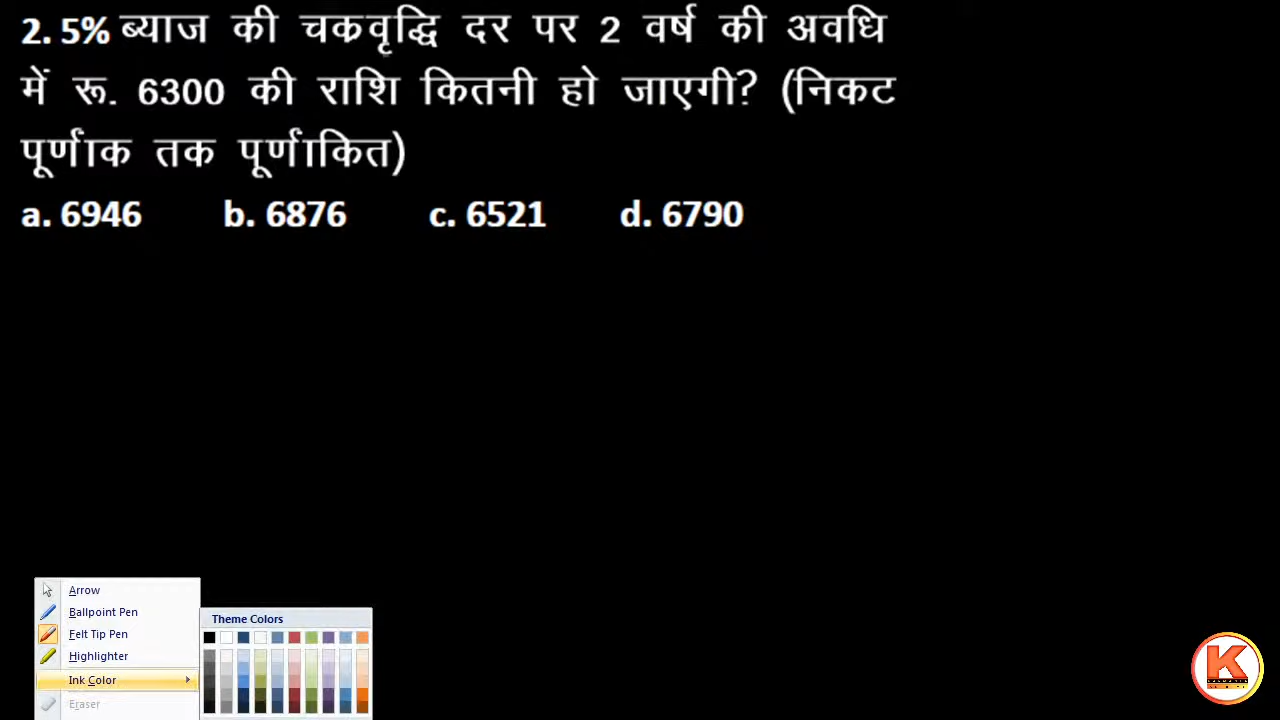 2. 5% ब्याज की चकवृद्धि दर पर 2 वर्ष की अवधि
में रू. 6300 की राशि कितनी हो जाएगी? (निकट
पूर्णांक तक पूर्णांकित)
a. 6946 b. 6876 c. 6521 d. 6790
Arrow
Ballpoint Pen
Felt Tip Pen
Highlighter
Ink Color
Eraser
Theme Colors
K